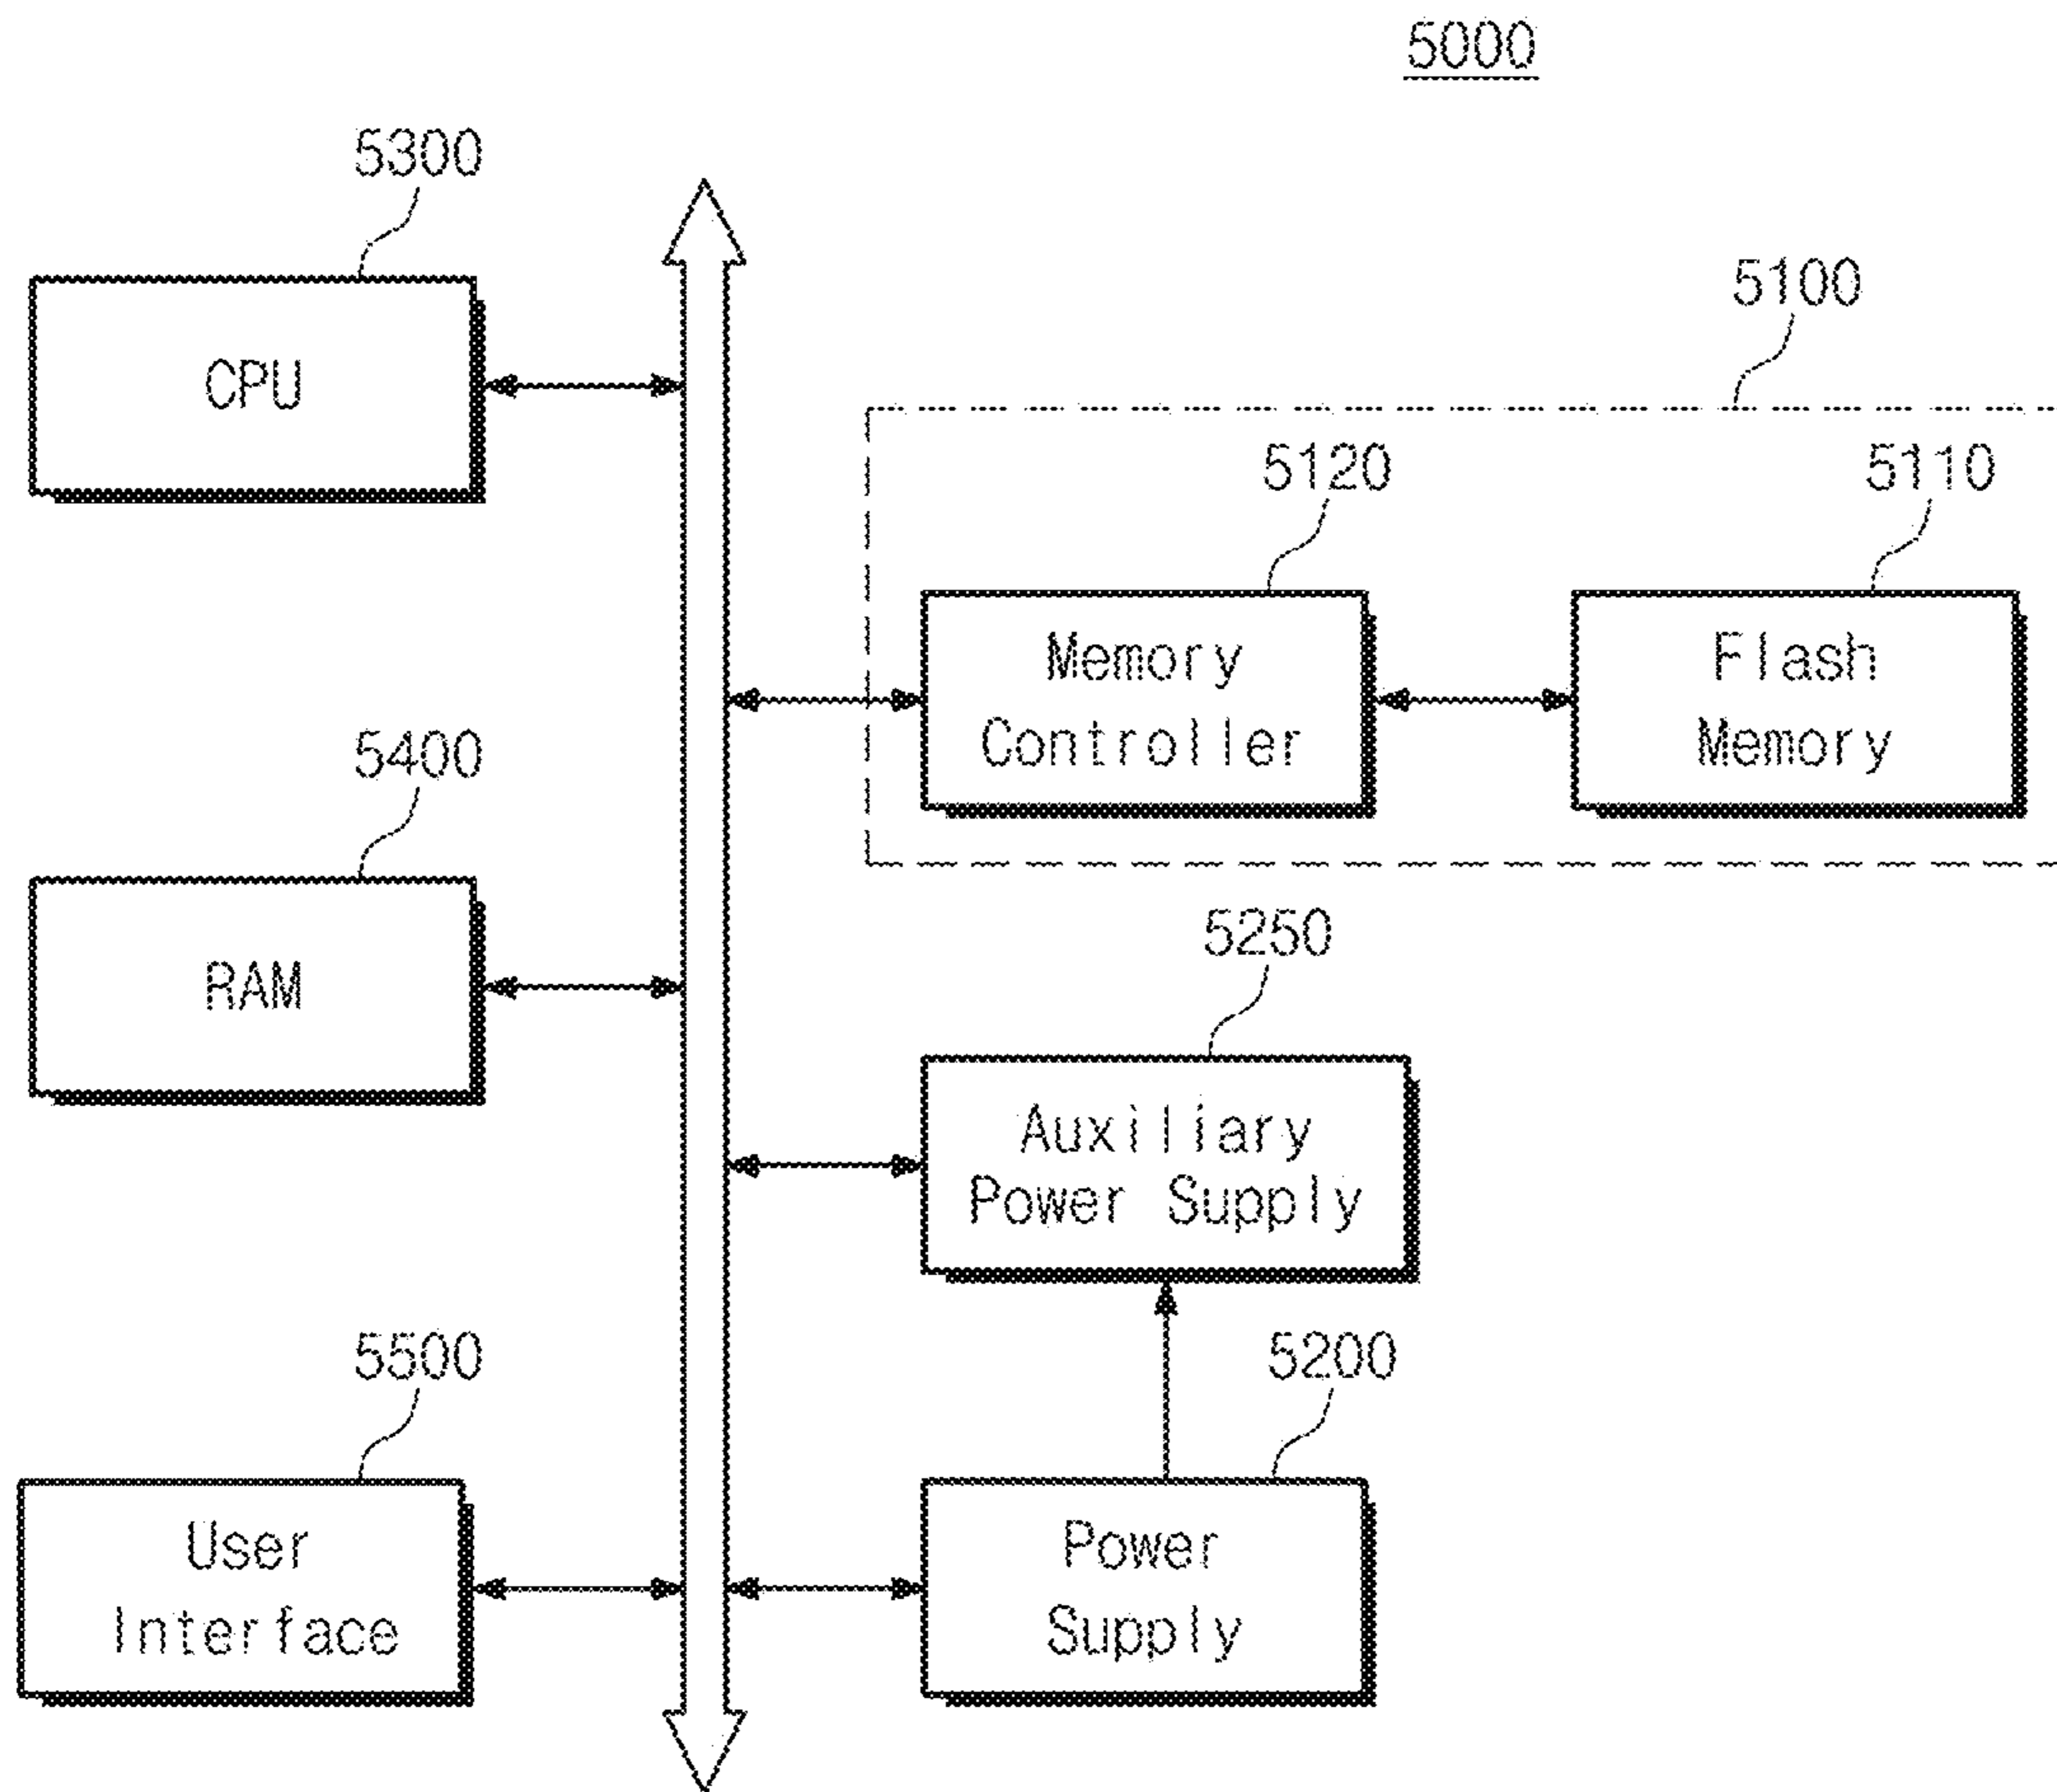 5000
5300
CPU
5100
5120
5110
Memory
Controller
Flash
Memory
5400
RAM
5250
Auxiliary
Power Supply
5500
User
Interface
5200
Power
Supply